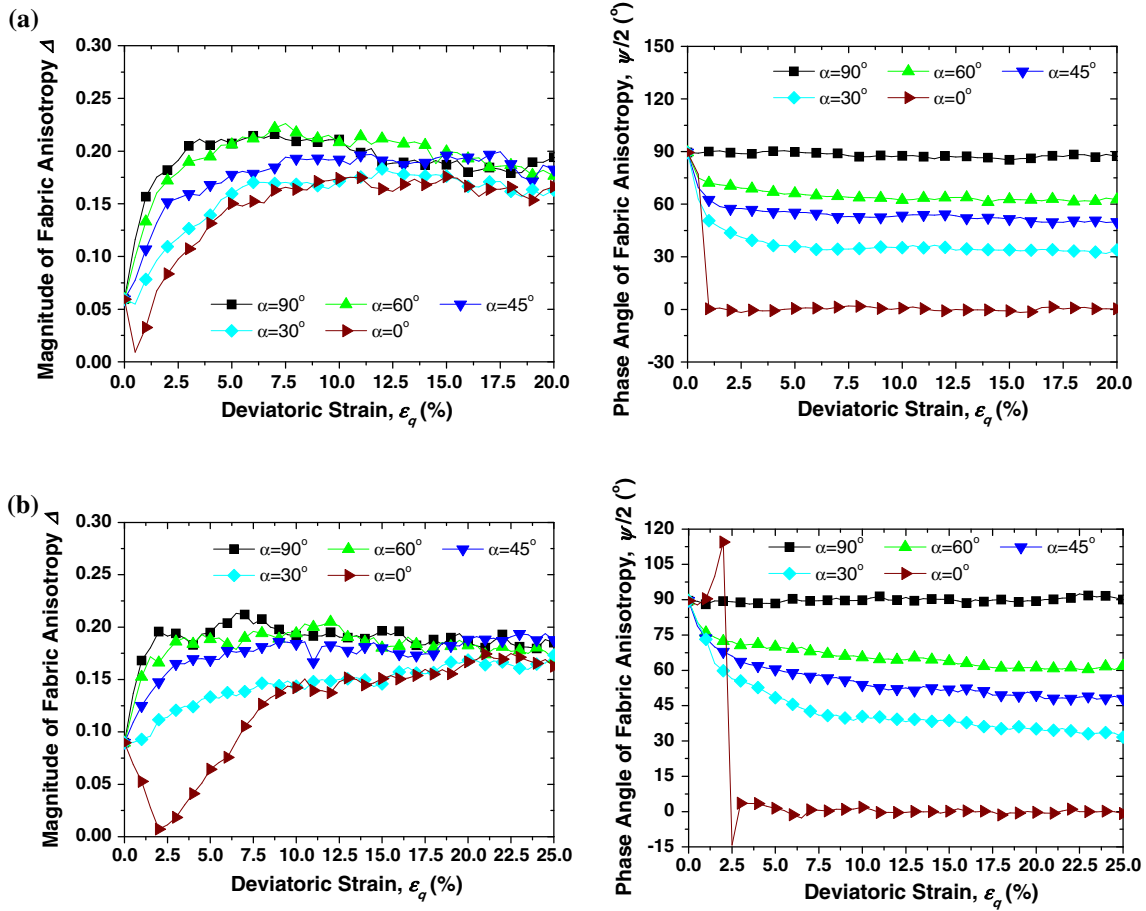 (a)
0.30
0.25
0.20
0.15
0.10
0.05
0.00
Magnitude of Fabric Anisotropy Δ
α=90°
α=60°
α=45°
α=30°
α=0°
0.0 2.5 5.0 7.5 10.0 12.5 15.0 17.5 20.0
Deviatoric Strain, εq (%)
150
120
90
60
30
0
-30
Phase Angle of Fabric Anisotropy, ψ/2 (°)
α=90°
α=60°
α=45°
α=30°
α=0°
0.0 2.5 5.0 7.5 10.0 12.5 15.0 17.5 20.0
Deviatoric Strain, εq (%)
(b)
0.30
0.25
0.20
0.15
0.10
0.05
0.00
Magnitude of Fabric Anisotropy Δ
α=90°
α=60°
α=45°
α=30°
α=0°
0.0 2.5 5.0 7.5 10.0 12.5 15.0 17.5 20.0 22.5 25.0
Deviatoric Strain, εq (%)
120
105
90
75
60
45
30
15
0
-15
Phase Angle of Fabric Anisotropy, ψ/2 (°)
α=90°
α=60°
α=45°
α=30°
α=0°
0.0 2.5 5.0 7.5 10.0 12.5 15.0 17.5 20.0 22.5 25.0
Deviatoric Strain, εq (%)